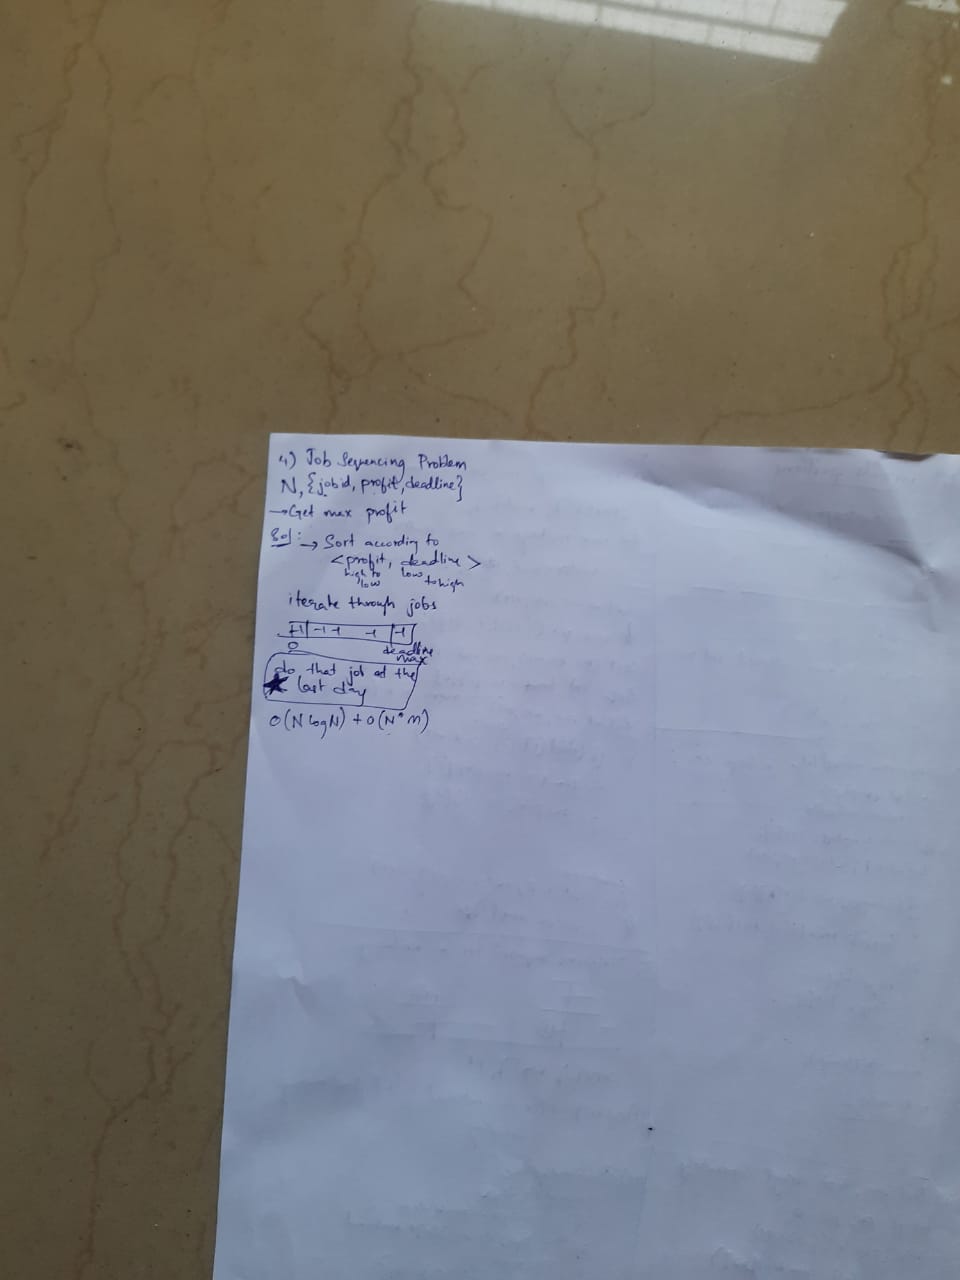 4) Job Sequencing Problem
N, {jobid, profit, deadline}
→ Get max profit
Sol: → Sort according to
<profit, deadline>
high to low low to high
iterate through jobs
-1 -1 -1 -1 -1
0 deadline max
do that job at the
★ last day
O(N log N) + O(N*m)